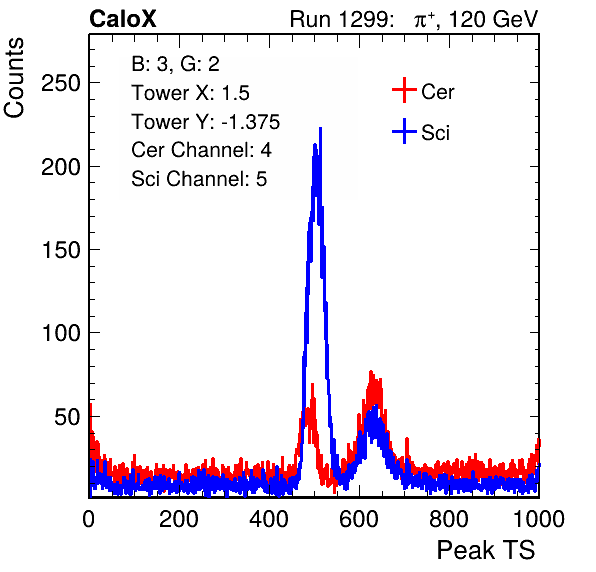 CaloX Run 1299: π⁺, 120 GeV
B: 3, G: 2
Tower X: 1.5
Tower Y: -1.375
Cer Channel: 4
Sci Channel: 5
Cer
Sci
Counts
250
200
150
100
50
0 200 400 600 800 1000
Peak TS